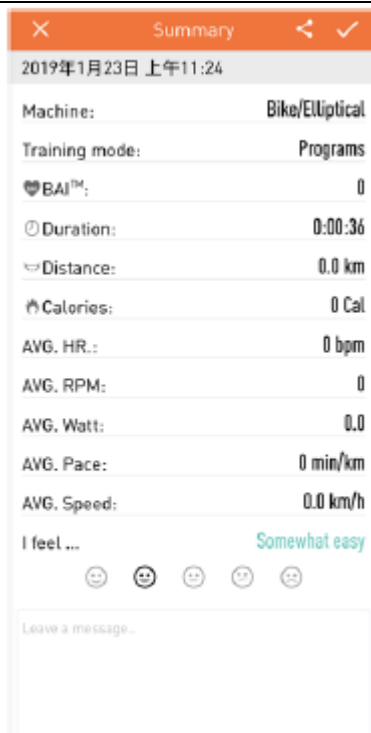 Summary
2019年1月23日 上午11:24
Machine: Bike/Elliptical
Training mode: Programs
BAI™: 0
Duration: 0:00:36
Distance: 0.0 km
Calories: 0 Cal
AVG. HR.: 0 bpm
AVG. RPM: 0
AVG. Watt: 0.0
AVG. Pace: 0 min/km
AVG. Speed: 0.0 km/h
I feel ... Somewhat easy
Leave a message...